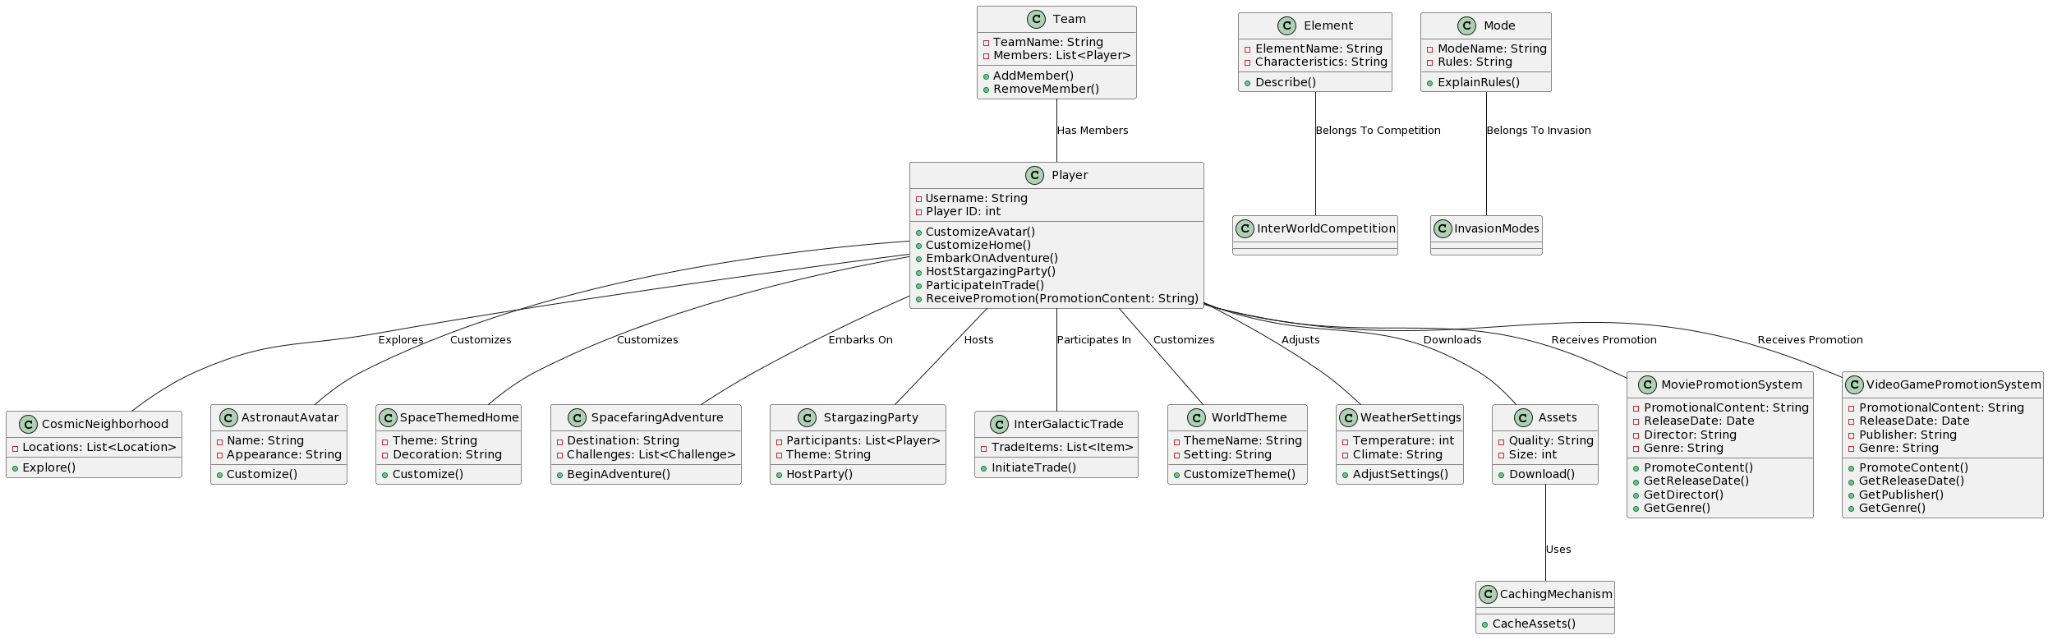 C Team
TeamName: String
Members: List<Player>
AddMember()
RemoveMember()
C Element
ElementName: String
Characteristics: String
Describe()
C Mode
ModeName: String
Rules: String
ExplainRules()
Has Members
Belongs To Competition
Belongs To Invasion
C Player
Username: String
Player ID: int
CustomizeAvatar()
CustomizeHome()
EmbarkOnAdventure()
HostStargazingParty()
ParticipateInTrade()
ReceivePromotion(PromotionContent: String)
C InterWorldCompetition
C InvasionModes
Explores
Customizes
Customizes
Embarks On
Hosts
Participates In
Customizes
Adjusts
Downloads
Receives Promotion
Receives Promotion
C CosmicNeighborhood
Locations: List<Location>
Explore()
C AstronautAvatar
Name: String
Appearance: String
Customize()
C SpaceThemedHome
Theme: String
Decoration: String
Customize()
C SpacefaringAdventure
Destination: String
Challenges: List<Challenge>
BeginAdventure()
C StargazingParty
Participants: List<Player>
Theme: String
HostParty()
C InterGalacticTrade
TradeItems: List<Item>
InitiateTrade()
C WorldTheme
ThemeName: String
Setting: String
CustomizeTheme()
C WeatherSettings
Temperature: int
Climate: String
AdjustSettings()
C Assets
Quality: String
Size: int
Download()
C MoviePromotionSystem
PromotionalContent: String
ReleaseDate: Date
Director: String
Genre: String
PromoteContent()
GetReleaseDate()
GetDirector()
GetGenre()
C VideoGamePromotionSystem
PromotionalContent: String
ReleaseDate: Date
Publisher: String
Genre: String
PromoteContent()
GetReleaseDate()
GetPublisher()
GetGenre()
Uses
C CachingMechanism
CacheAssets()